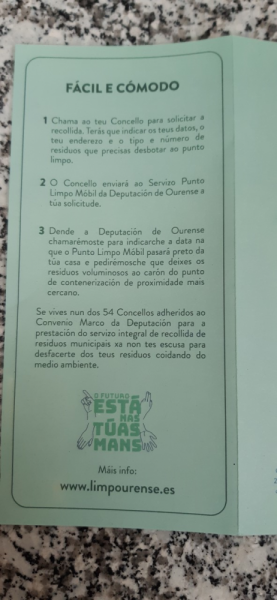 FÁCIL E CÓMODO
1 Chama ao teu Concello para solicitar a
recollida. Terás que indicar os teus datos, o
teu enderezo e o tipo e número de
residuos que precisas desbotar ao punto
limpo.
2 O Concello enviará ao Servizo Punto
Limpo Móbil da Deputación de Ourense a
túa solicitude.
3 Dende a Deputación de Ourense
chamarémoste para indicarche a data na
que o Punto Limpo Móbil pasará preto da
túa casa e pedirémosche que deixes os
residuos voluminosos ao carón do punto
de contenerización de proximidade mais
cercano.
Se vives nun dos 54 Concellos adheridos ao
Convenio Marco da Deputación para a
prestación do servizo integral de recollida de
residuos municipais xa non tes escusa para
desfacerte dos teus residuos coidando do
medio ambiente.
O FUTURO
ESTÁ
NAS
TÚAS
MANS
Máis info:
www.limpourense.es